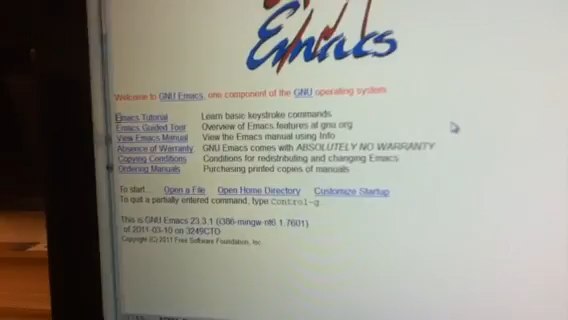 Emacs
Welcome to GNU Emacs, one component of the GNU operating system.
Emacs Tutorial Learn basic keystroke commands
Emacs Guided Tour Overview of Emacs features at gnu.org
View Emacs Manual View the Emacs manual using Info
Absence of Warranty GNU Emacs comes with ABSOLUTELY NO WARRANTY
Copying Conditions Conditions for redistributing and changing Emacs
Ordering Manuals Purchasing printed copies of manuals
To start... Open a File Open Home Directory Customize Startup
To quit a partially entered command, type Control-g
This is GNU Emacs 23.3.1 (i386-mingw-nt6.1.7601)
of 2011-03-10 on 3249CTO
Copyright (C) 2011 Free Software Foundation, Inc.